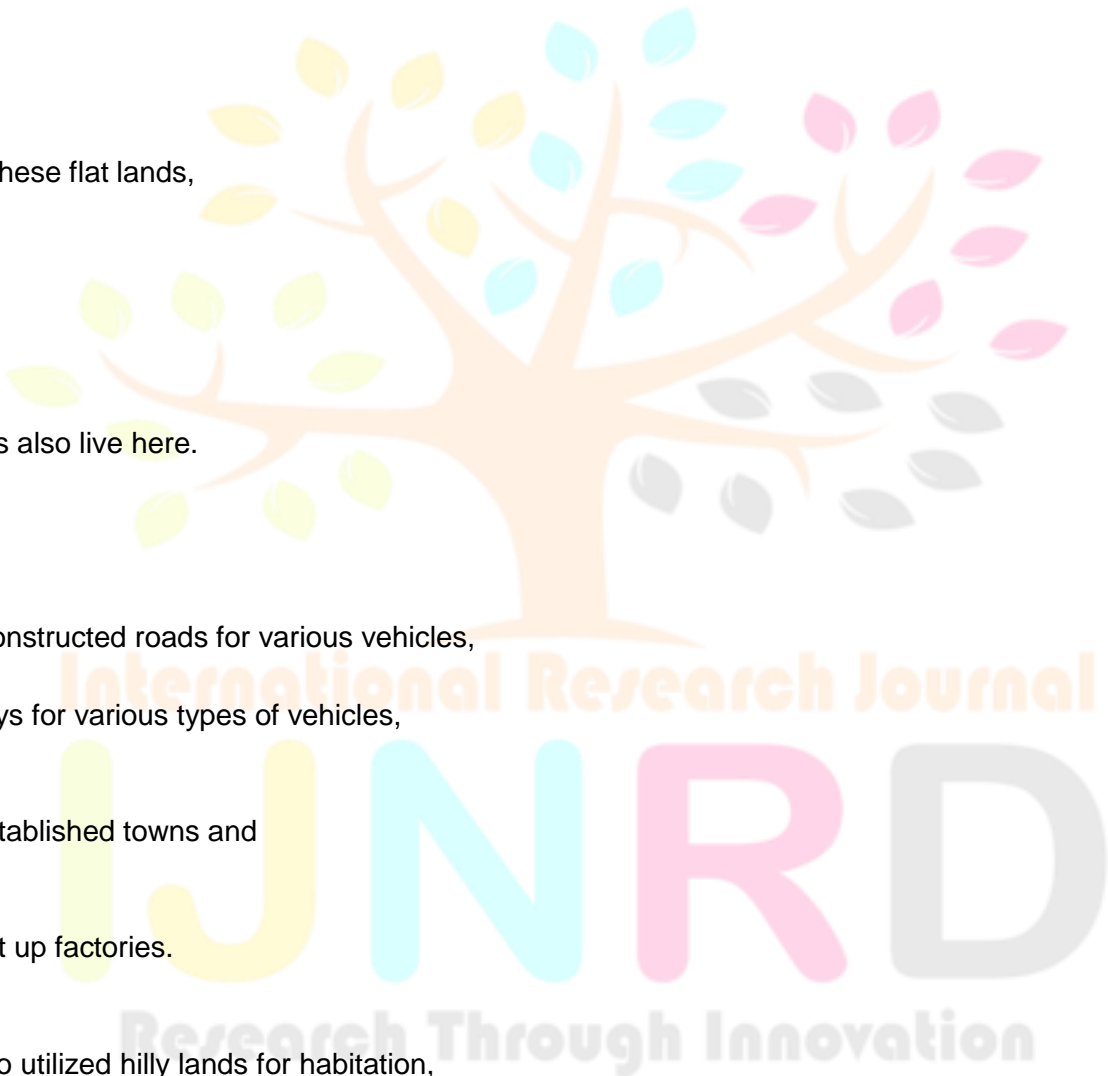 hese flat lands,
s also live here.
onstructed roads for various vehicles,
International Research Journal
ys for various types of vehicles,
tablished towns and
t up factories.
IJNRD
Research Through Innovation
o utilized hilly lands for habitation,